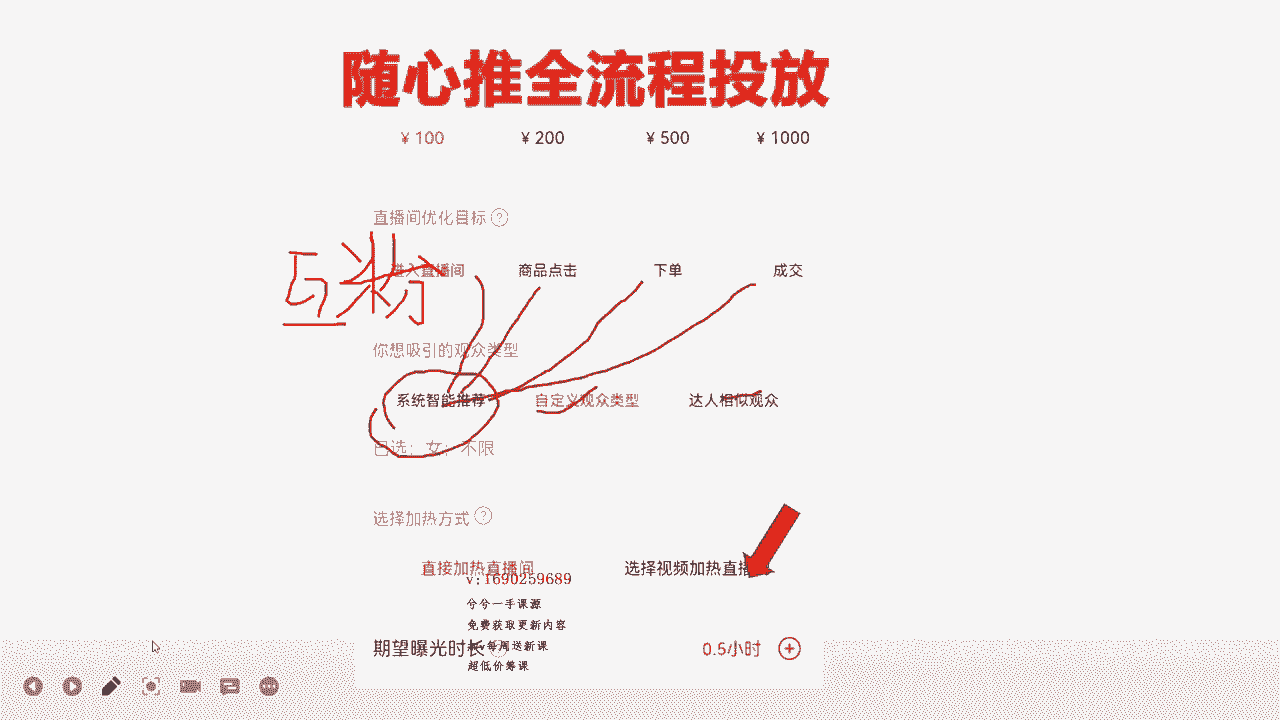 随心推全流程投放
¥ 100 ¥ 200 ¥ 500 ¥ 1000
直播间优化目标 ?
互粉
进入直播间 商品点击 下单 成交
你想吸引的观众类型
系统智能推荐 自定义观众类型 达人相似观众
已选：女；不限
选择加热方式 ?
直接加热直播间 选择视频加热直播
v:1690259689
兮兮一手课源
免费获取更新内容
期望曝光时长 0.5小时 +
每周送新课
超低价筹课